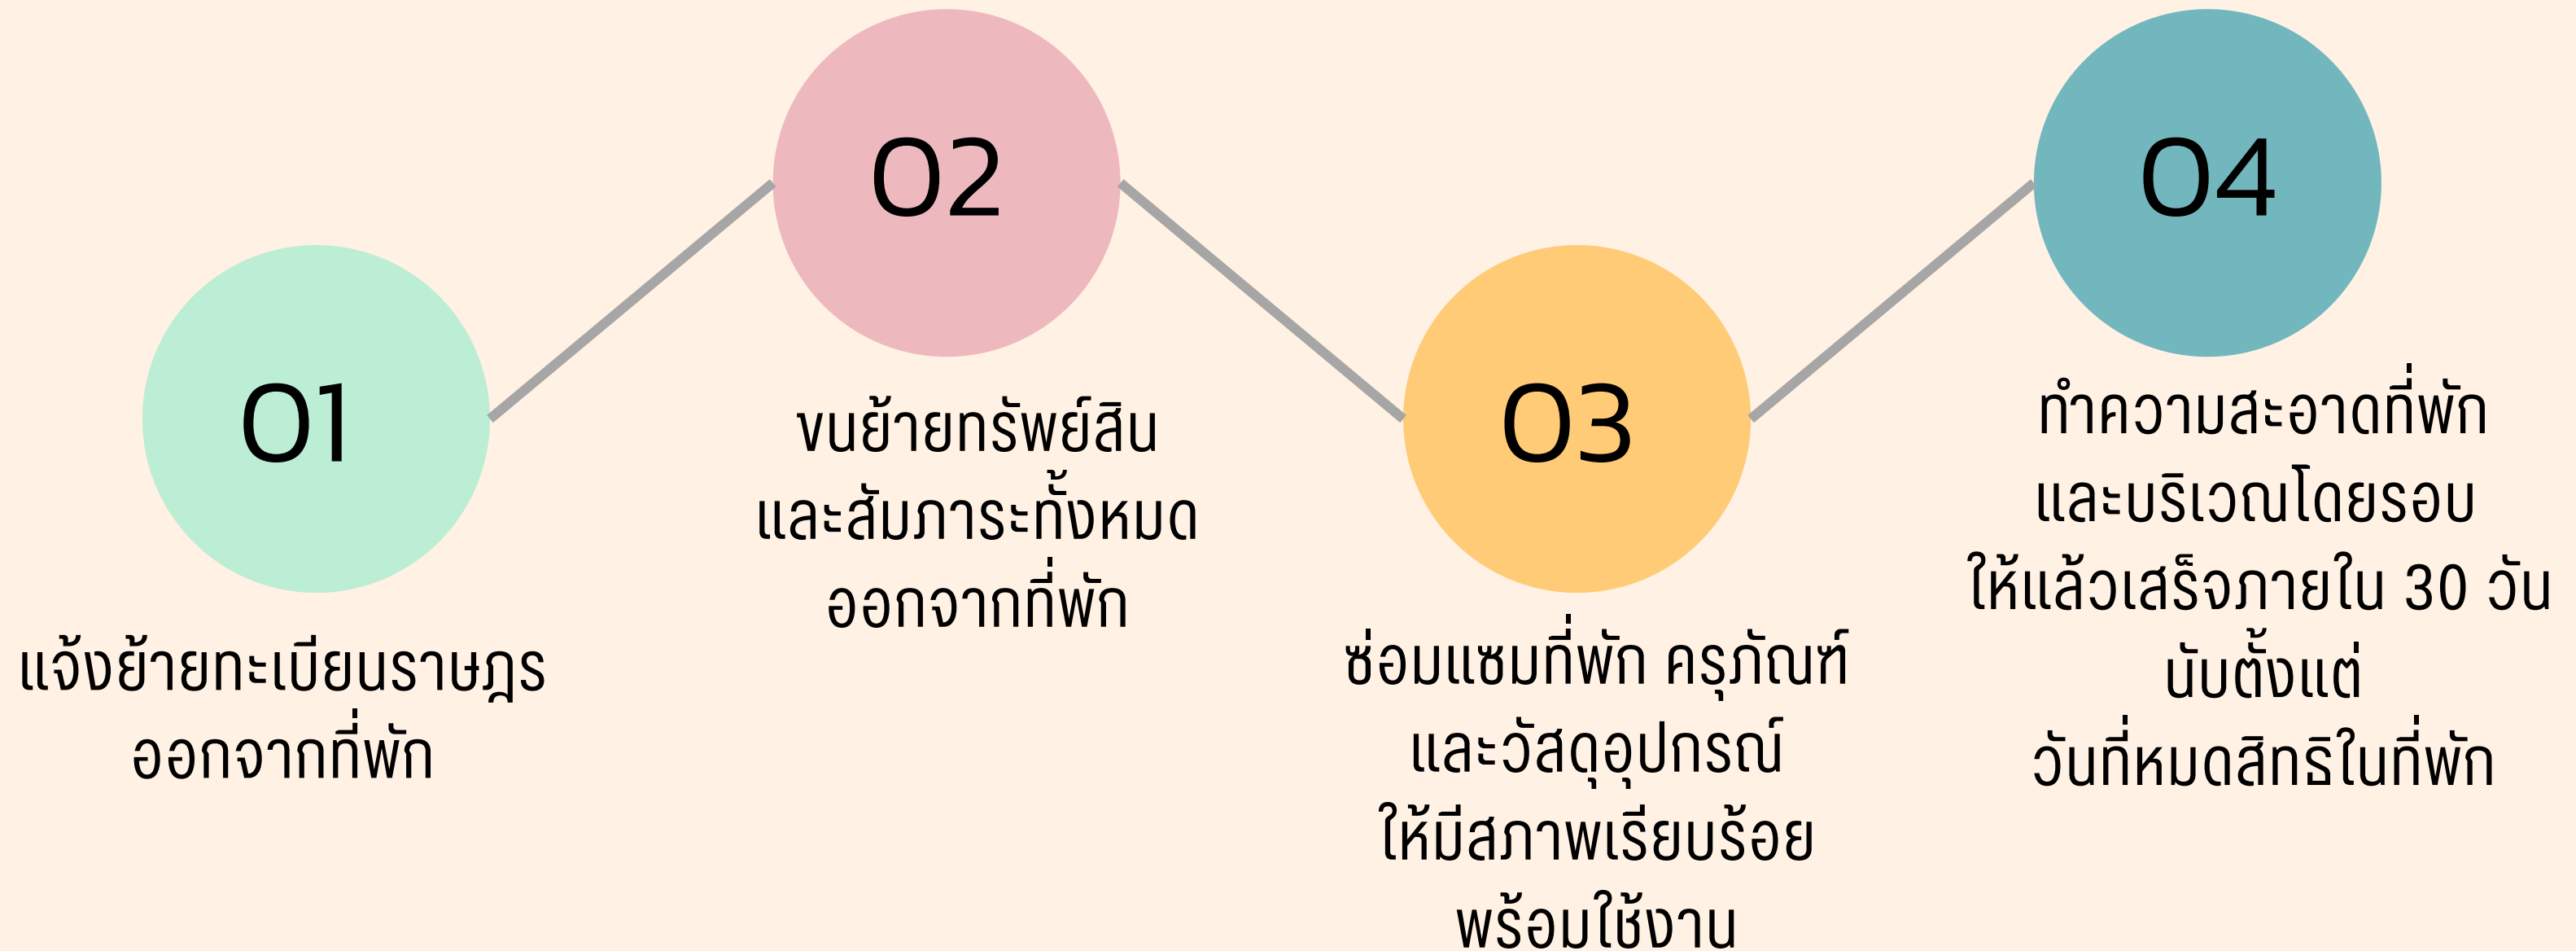 01
แจ้งย้ายทะเบียนราษฎร
ออกจากที่พัก
02
ขนย้ายทรัพย์สิน
และสัมภาระทั้งหมด
ออกจากที่พัก
03
ซ่อมแซมที่พัก ครุภัณฑ์
และวัสดุอุปกรณ์
ให้มีสภาพเรียบร้อย
พร้อมใช้งาน
04
ทำความสะอาดที่พัก
และบริเวณโดยรอบ
ให้แล้วเสร็จภายใน 30 วัน
นับตั้งแต่
วันที่หมดสิทธิในที่พัก